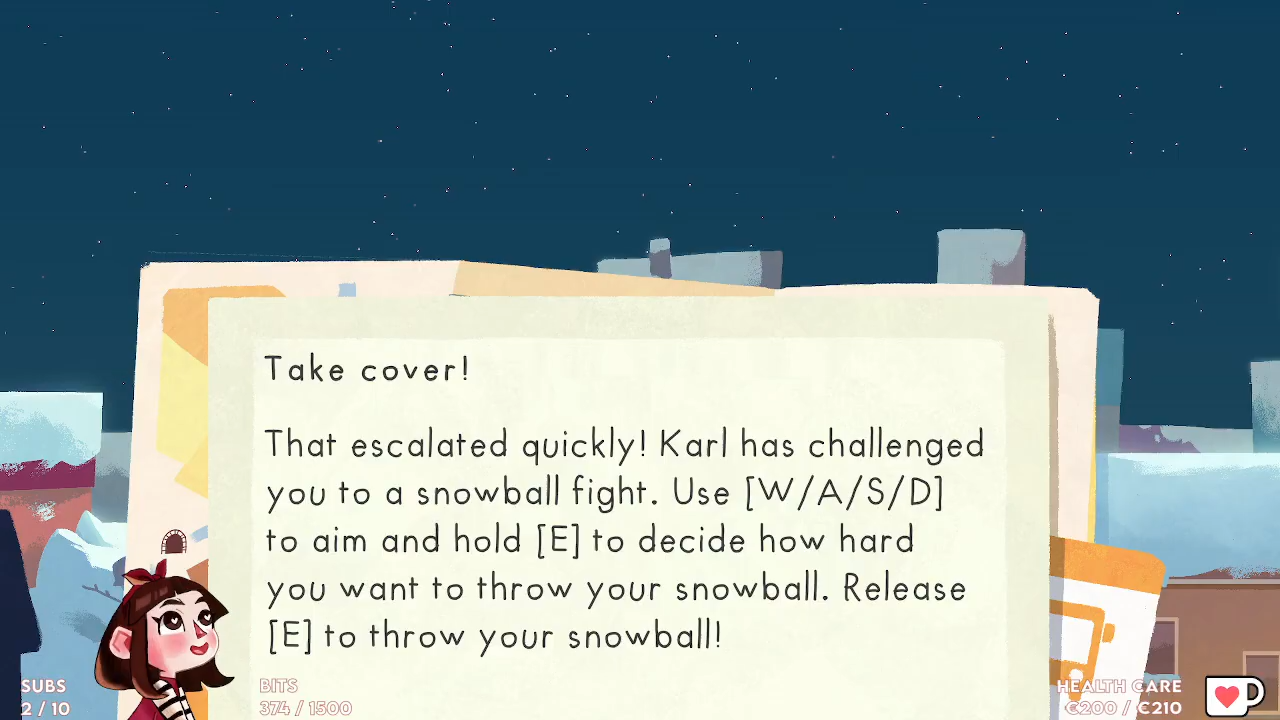 Take cover!
That escalated quickly! Karl has challenged
you to a snowball fight. Use [W/A/S/D]
to aim and hold [E] to decide how hard
you want to throw your snowball. Release
[E] to throw your snowball!
SUBS
2 / 10
BITS
374 / 1500
HEALTH CARE
€200 / €210